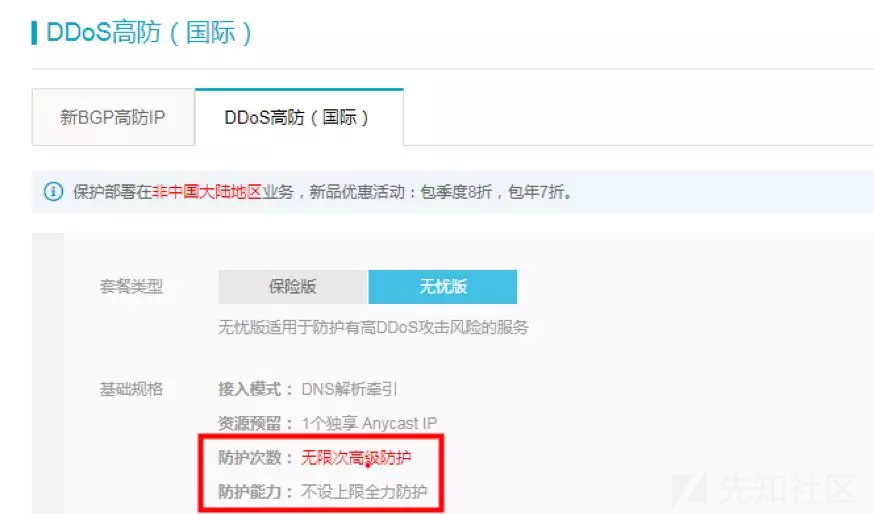 DDoS高防（国际）
新BGP高防IP
DDoS高防（国际）
保护部署在非中国大陆地区业务，新品优惠活动：包季度8折，包年7折。
套餐类型
保险版
无忧版
无忧版适用于防护有高DDoS攻击风险的服务
基础规格
接入模式： DNS解析牵引
资源预留： 1个独享 Anycast IP
防护次数： 无限次高级防护
防护能力： 不设上限全力防护
先知社区